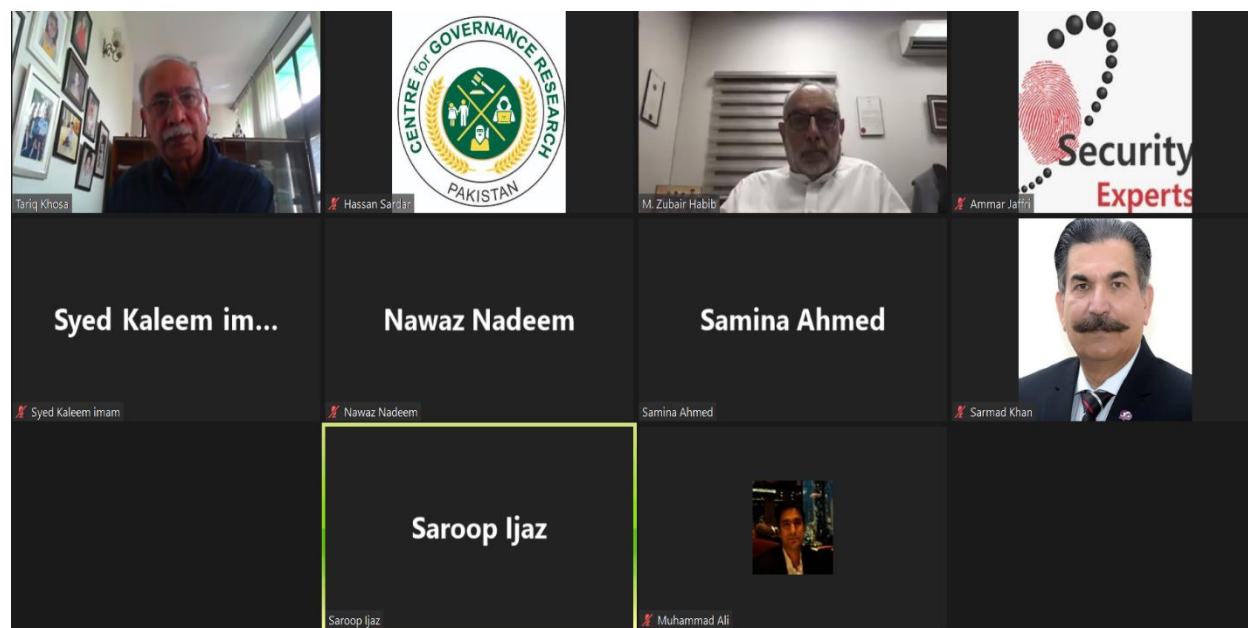 CENTRE for GOVERNANCE RESEARCH
PAKISTAN
Security
Experts
Tariq Khosa
Hassan Sardar
M. Zubair Habib
Ammar Jaffri
Syed Kaleem im...
Nawaz Nadeem
Samina Ahmed
Syed Kaleem imam
Nawaz Nadeem
Samina Ahmed
Sarmad Khan
Saroop Ijaz
Saroop Ijaz
Muhammad Ali